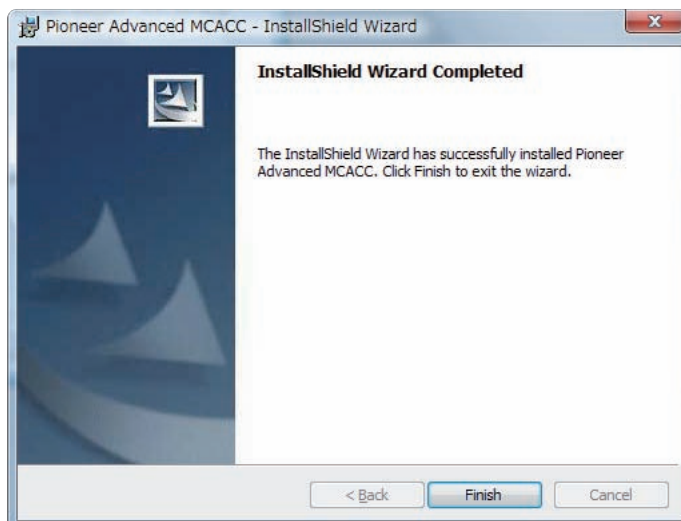 Pioneer Advanced MCACC - InstallShield Wizard
InstallShield Wizard Completed
The InstallShield Wizard has successfully installed Pioneer
Advanced MCACC. Click Finish to exit the wizard.
< Back
Finish
Cancel